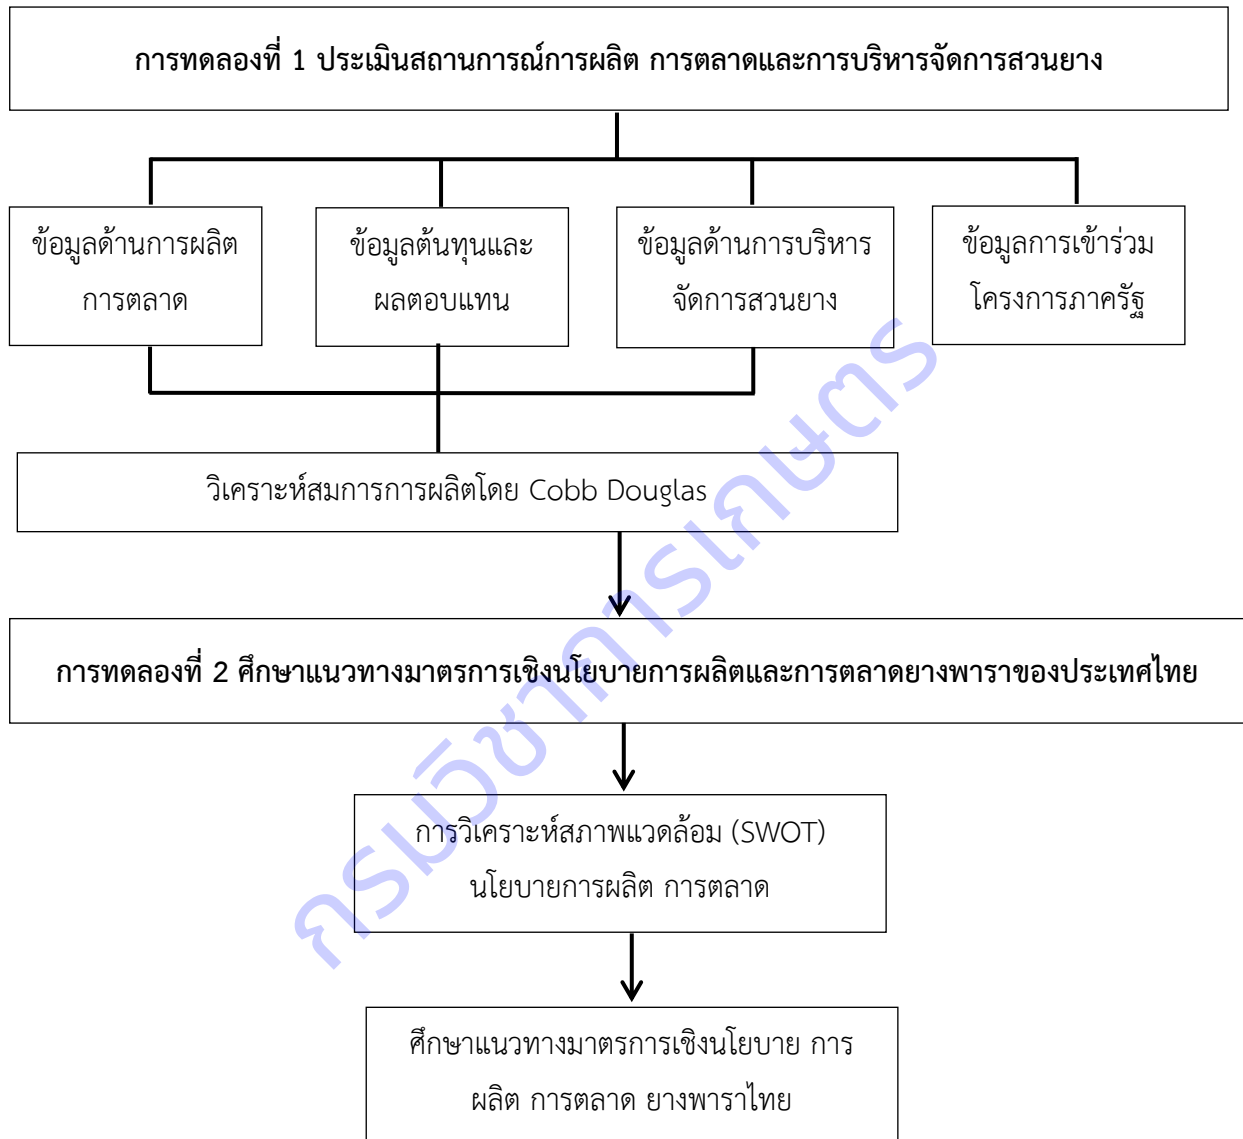 การทดลองที่ 1 ประเมินสถานการณ์การผลิต การตลาดและการบริหารจัดการสวนยาง
ข้อมูลด้านการผลิต
การตลาด
ข้อมูลต้นทุนและ
ผลตอบแทน
ข้อมูลด้านการบริหาร
จัดการสวนยาง
ข้อมูลการเข้าร่วม
โครงการภาครัฐ
วิเคราะห์สมการการผลิตโดย Cobb Douglas
การทดลองที่ 2 ศึกษาแนวทางมาตรการเชิงนโยบายการผลิตและการตลาดยางพาราของประเทศไทย
การวิเคราะห์สภาพแวดล้อม (SWOT)
นโยบายการผลิต การตลาด
ศึกษาแนวทางมาตรการเชิงนโยบาย การ
ผลิต การตลาด ยางพาราไทย
กรมวิชาการเกษตร